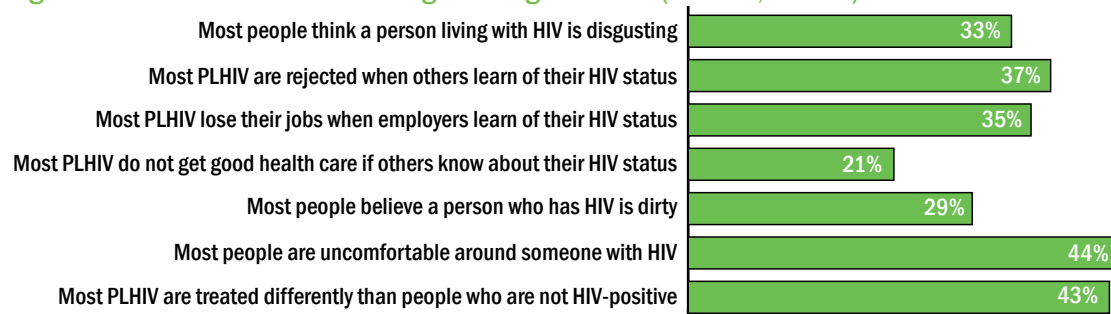 Most people think a person living with HIV is disgusting 33%
Most PLHIV are rejected when others learn of their HIV status 37%
Most PLHIV lose their jobs when employers learn of their HIV status 35%
Most PLHIV do not get good health care if others know about their HIV status 21%
Most people believe a person who has HIV is dirty 29%
Most people are uncomfortable around someone with HIV 44%
Most PLHIV are treated differently than people who are not HIV-positive 43%